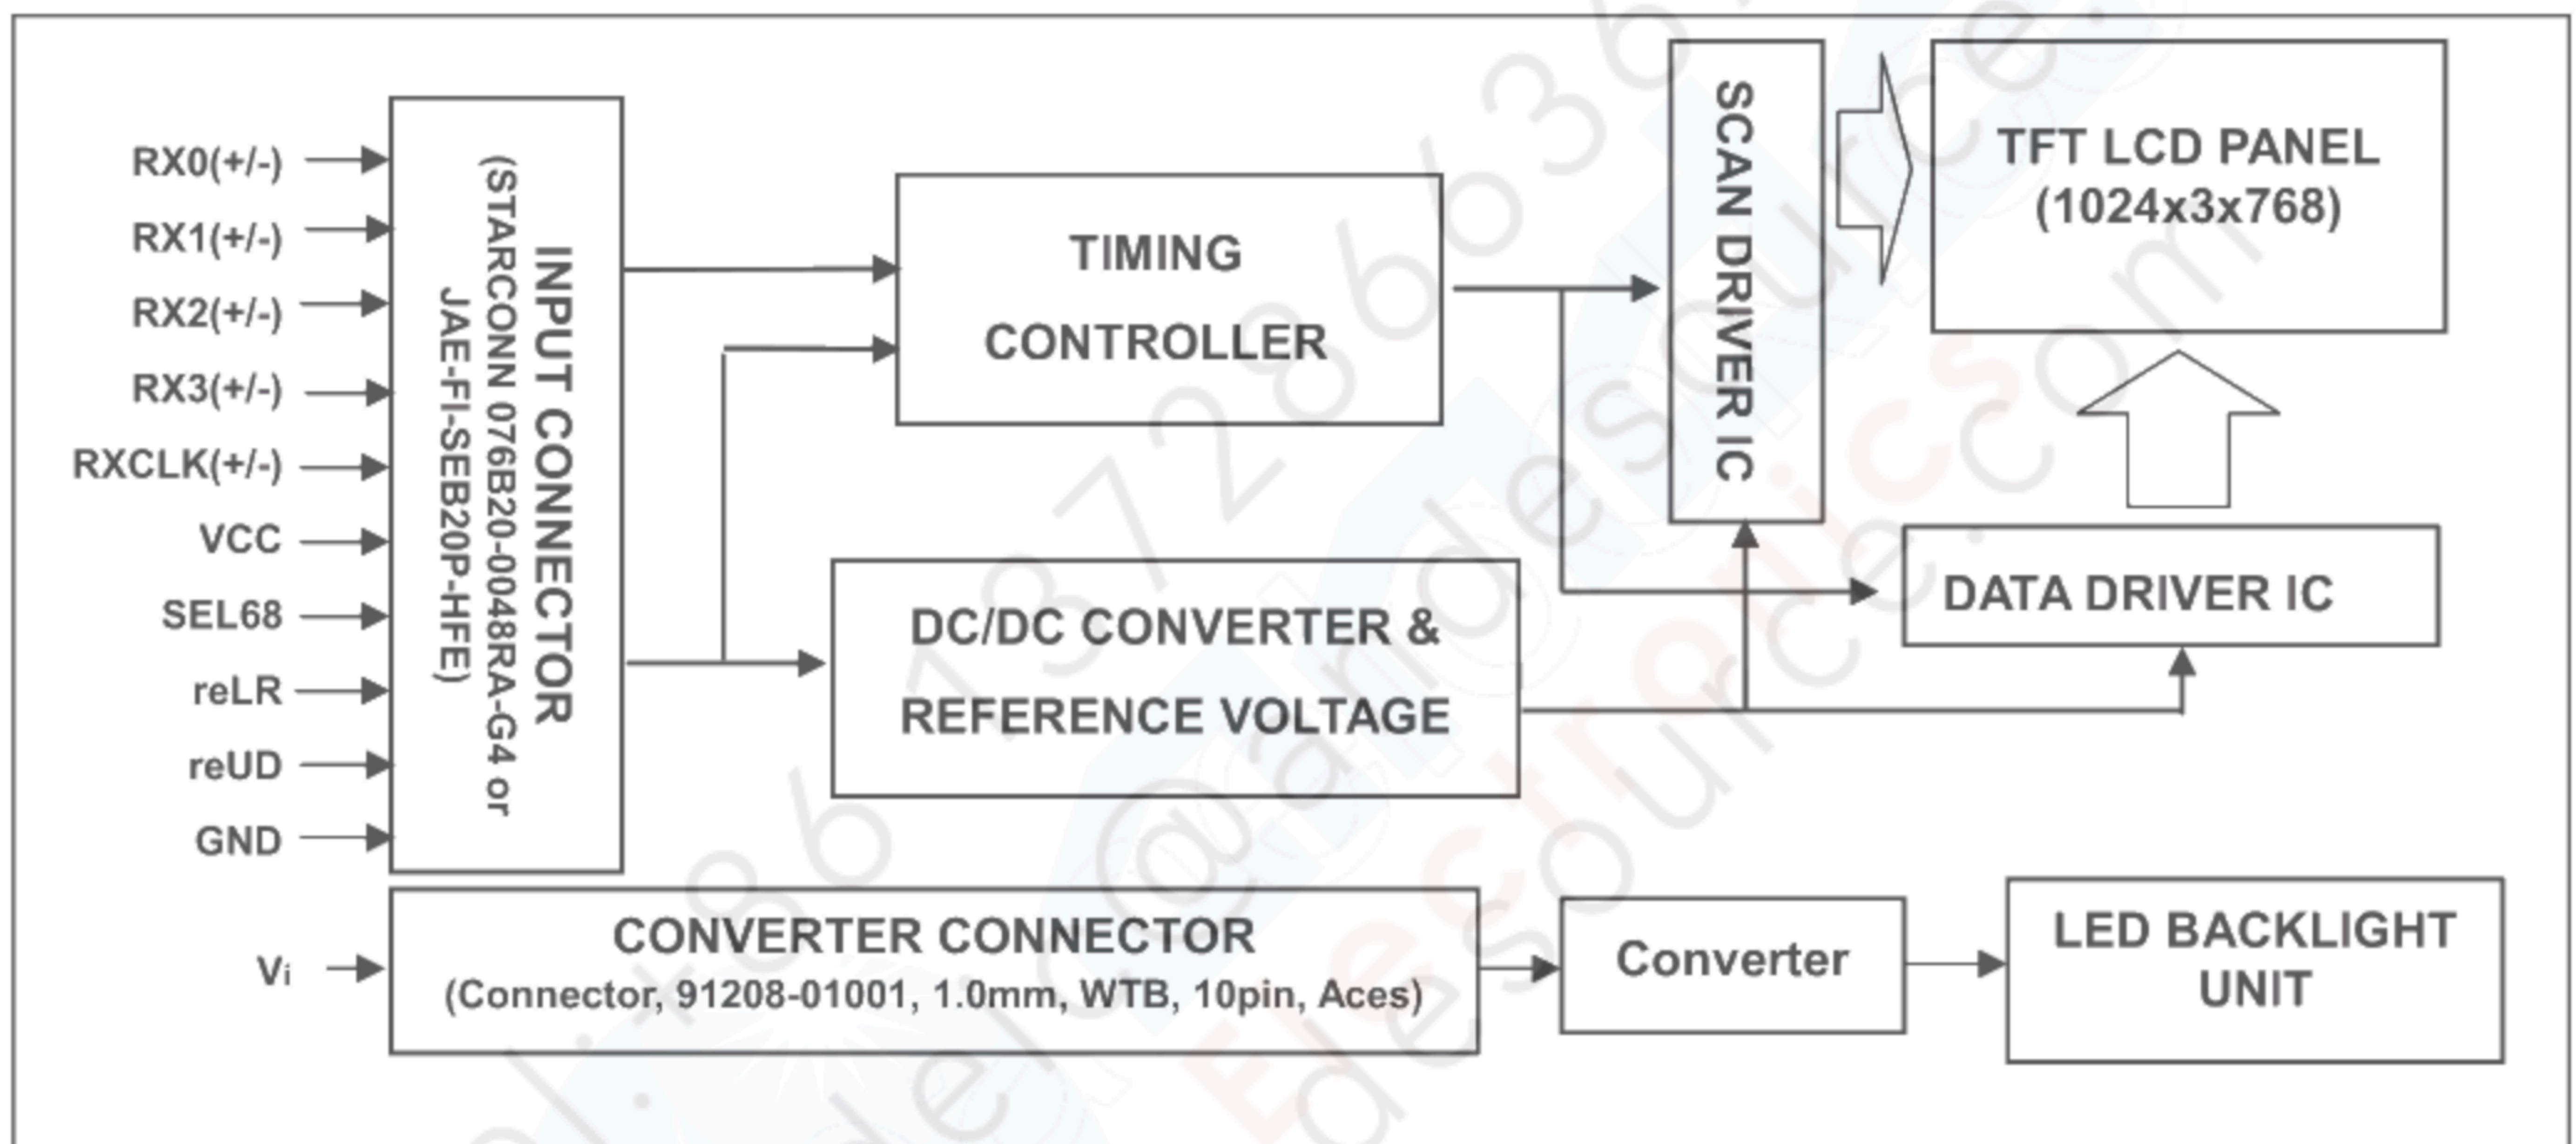 RX0(+/-)
RX1(+/-)
RX2(+/-)
RX3(+/-)
RXCLK(+/-)
VCC
SEL68
reLR
reUD
GND
INPUT CONNECTOR
(STARCONN 076B20-0048RA-G4 or
JAE-FI-SEB20P-HFE)
TIMING
CONTROLLER
DC/DC CONVERTER &
REFERENCE VOLTAGE
SCAN DRIVER IC
TFT LCD PANEL
(1024x3x768)
DATA DRIVER IC
Vi
CONVERTER CONNECTOR
(Connector, 91208-01001, 1.0mm, WTB, 10pin, Aces)
Converter
LED BACKLIGHT
UNIT